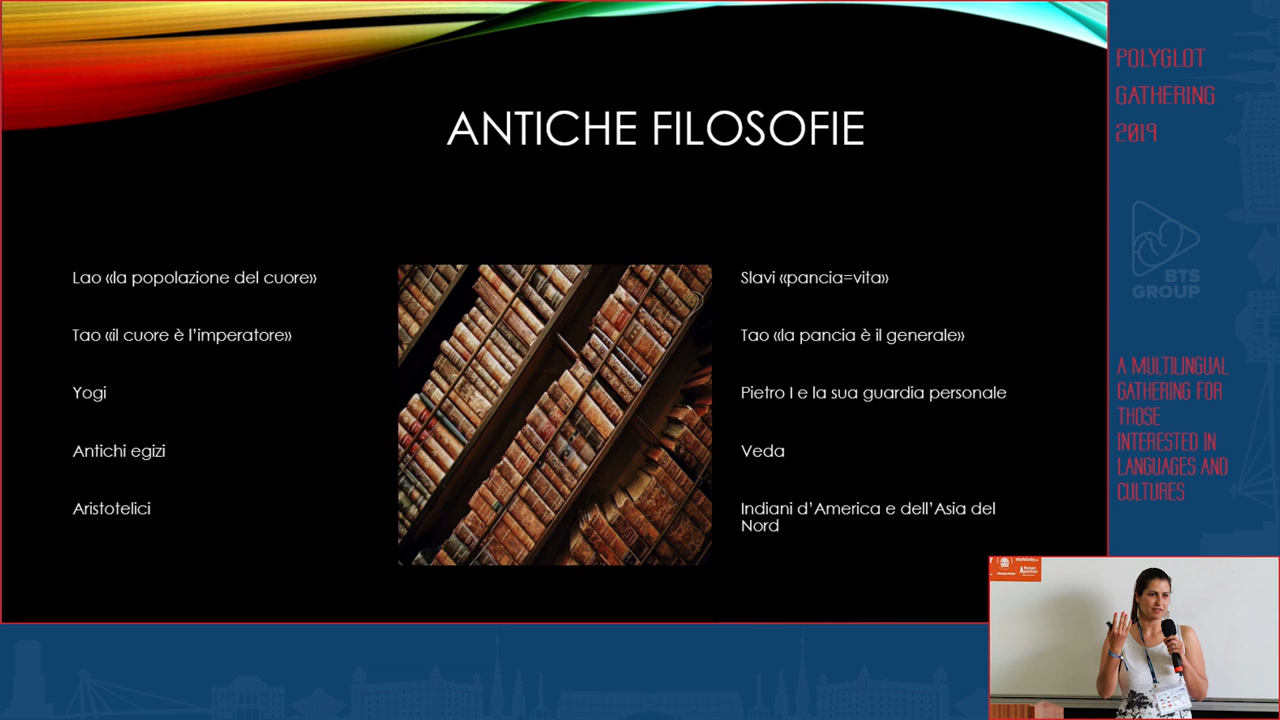 ANTICHE FILOSOFIE
Lao «la popolazione del cuore»
Tao «il cuore è l’imperatore»
Yogi
Antichi egizi
Aristotelici
Slavi «pancia=vita»
Tao «la pancia è il generale»
Pietro I e la sua guardia personale
Veda
Indiani d’America e dell’Asia del
Nord
POLYGLOT
GATHERING
2019
BTS
GROUP
A MULTILINGUAL
GATHERING FOR
THOSE
INTERESTED IN
LANGUAGES AND
CULTURES